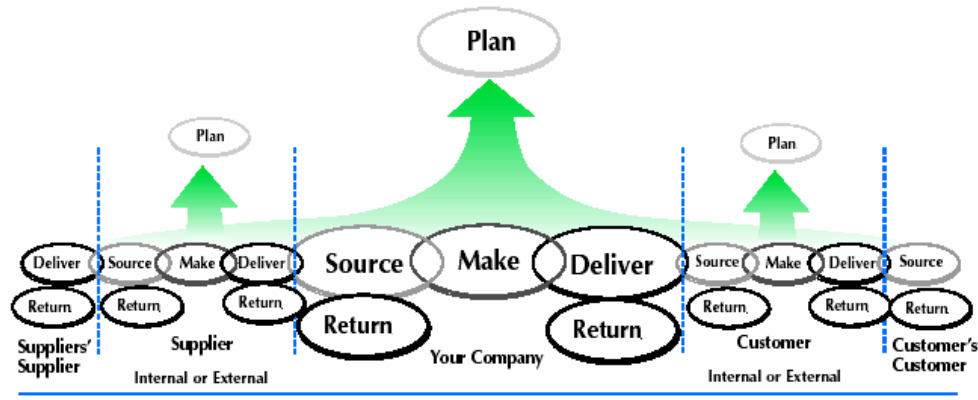 Plan
Plan
Plan
Deliver
Source
Make
Deliver
Source
Make
Deliver
Source
Make
Deliver
Source
Return
Return
Return
Return
Return
Return
Return
Return
Suppliers'
Supplier
Supplier
Internal or External
Your Company
Customer
Internal or External
Customer's
Customer